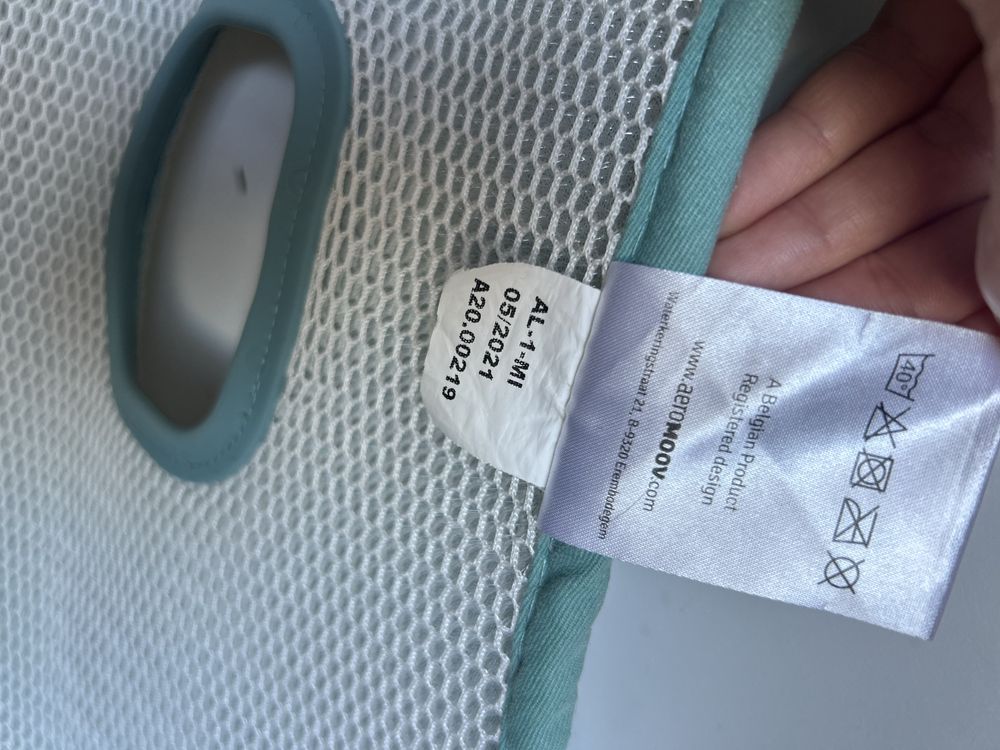 AL-1-MI
05/2021
A20.00219
40°
A Belgian Product
Registered design
www.aeroMOOV.com
Waterkeringstraat 21, B-9320 Erembodegem